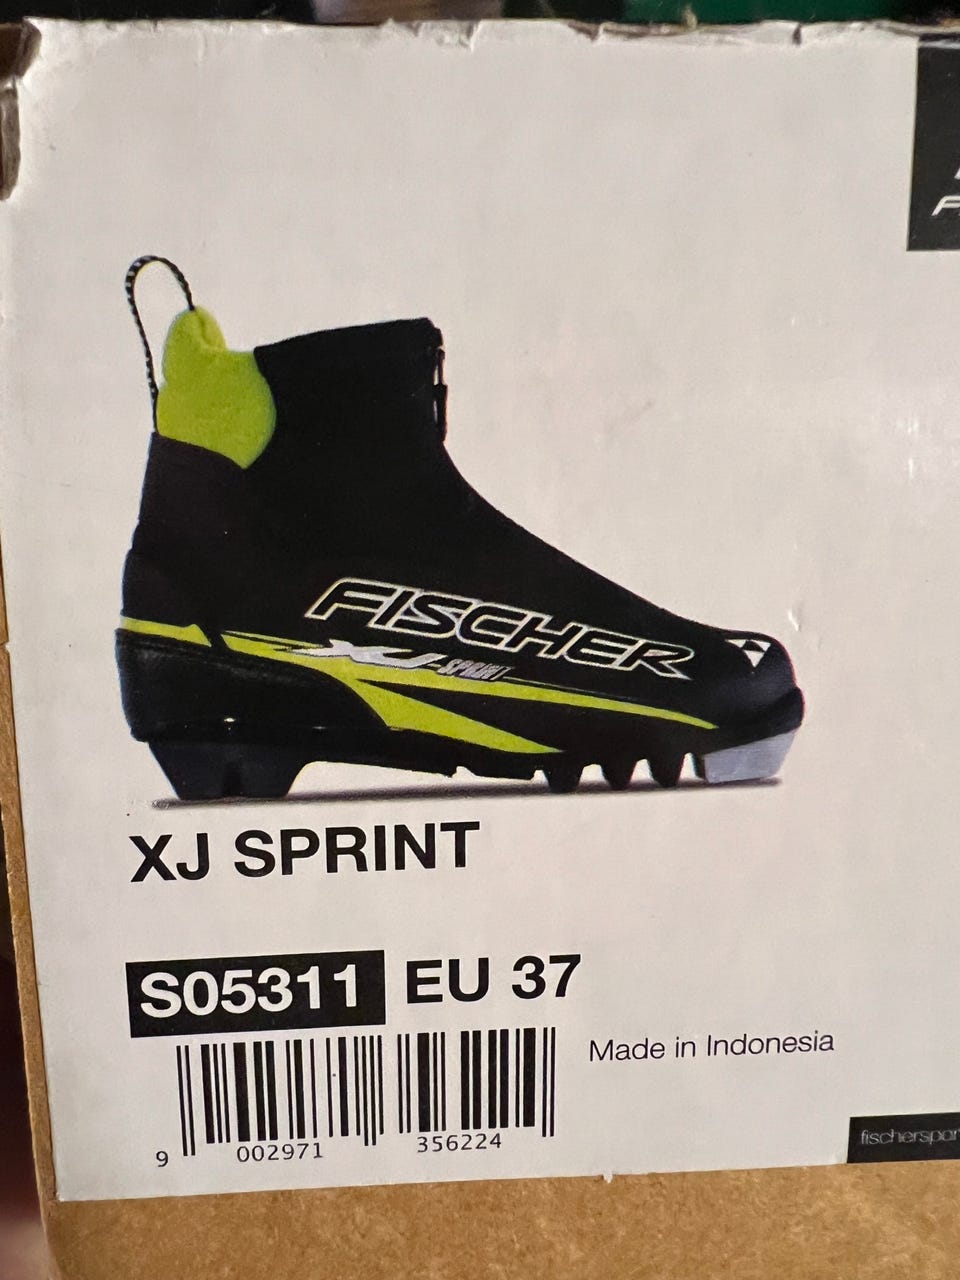 FISCHER
XJ-SPRINT
XJ SPRINT
S05311 EU 37
Made in Indonesia
9 002971 356224